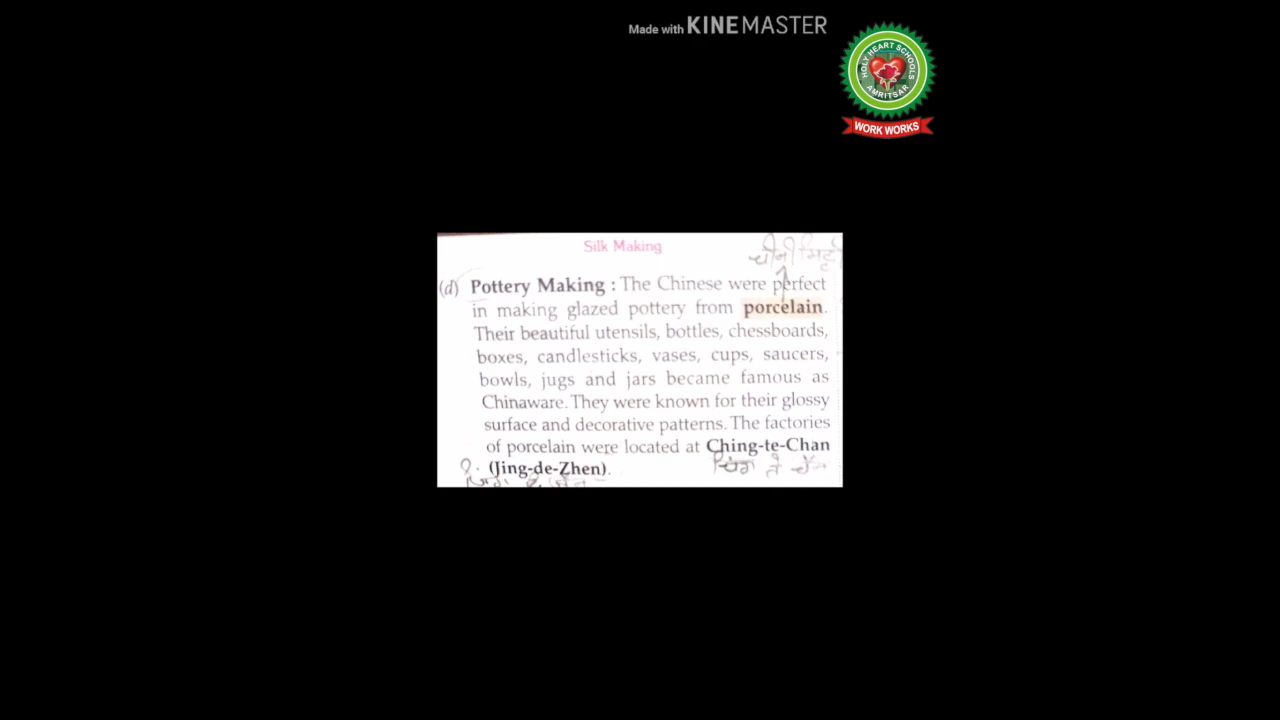 Made with KINEMASTER
HOLY HEART SCHOOLS
AMRITSAR
WORK WORKS
Silk Making
चीनी मिट्टी
(d) Pottery Making : The Chinese were perfect
in making glazed pottery from porcelain.
Their beautiful utensils, bottles, chessboards,
boxes, candlesticks, vases, cups, saucers,
bowls, jugs and jars became famous as
Chinaware. They were known for their glossy
surface and decorative patterns. The factories
of porcelain were located at Ching-te-Chan
(Jing-de-Zhen).
चिंग ते चैन